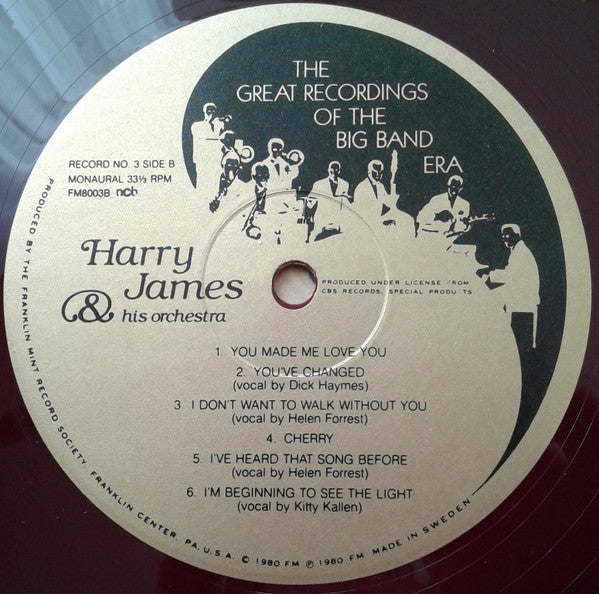 THE
GREAT RECORDINGS
OF THE
BIG BAND
ERA
RECORD NO. 3 SIDE B
MONAURAL 33⅓ RPM
FM8003B ncb
Harry
James
& his orchestra
PRODUCED UNDER LICENSE FROM
CBS RECORDS, SPECIAL PRODUCTS
1. YOU MADE ME LOVE YOU
2. YOU'VE CHANGED
(vocal by Dick Haymes)
3. I DON'T WANT TO WALK WITHOUT YOU
(vocal by Helen Forrest)
4. CHERRY
5. I'VE HEARD THAT SONG BEFORE
(vocal by Helen Forrest)
6. I'M BEGINNING TO SEE THE LIGHT
(vocal by Kitty Kallen)
PRODUCED BY THE FRANKLIN MINT RECORD SOCIETY, FRANKLIN CENTER, PA. U.S.A. © 1980 FM ℗ 1980 FM MADE IN SWEDEN